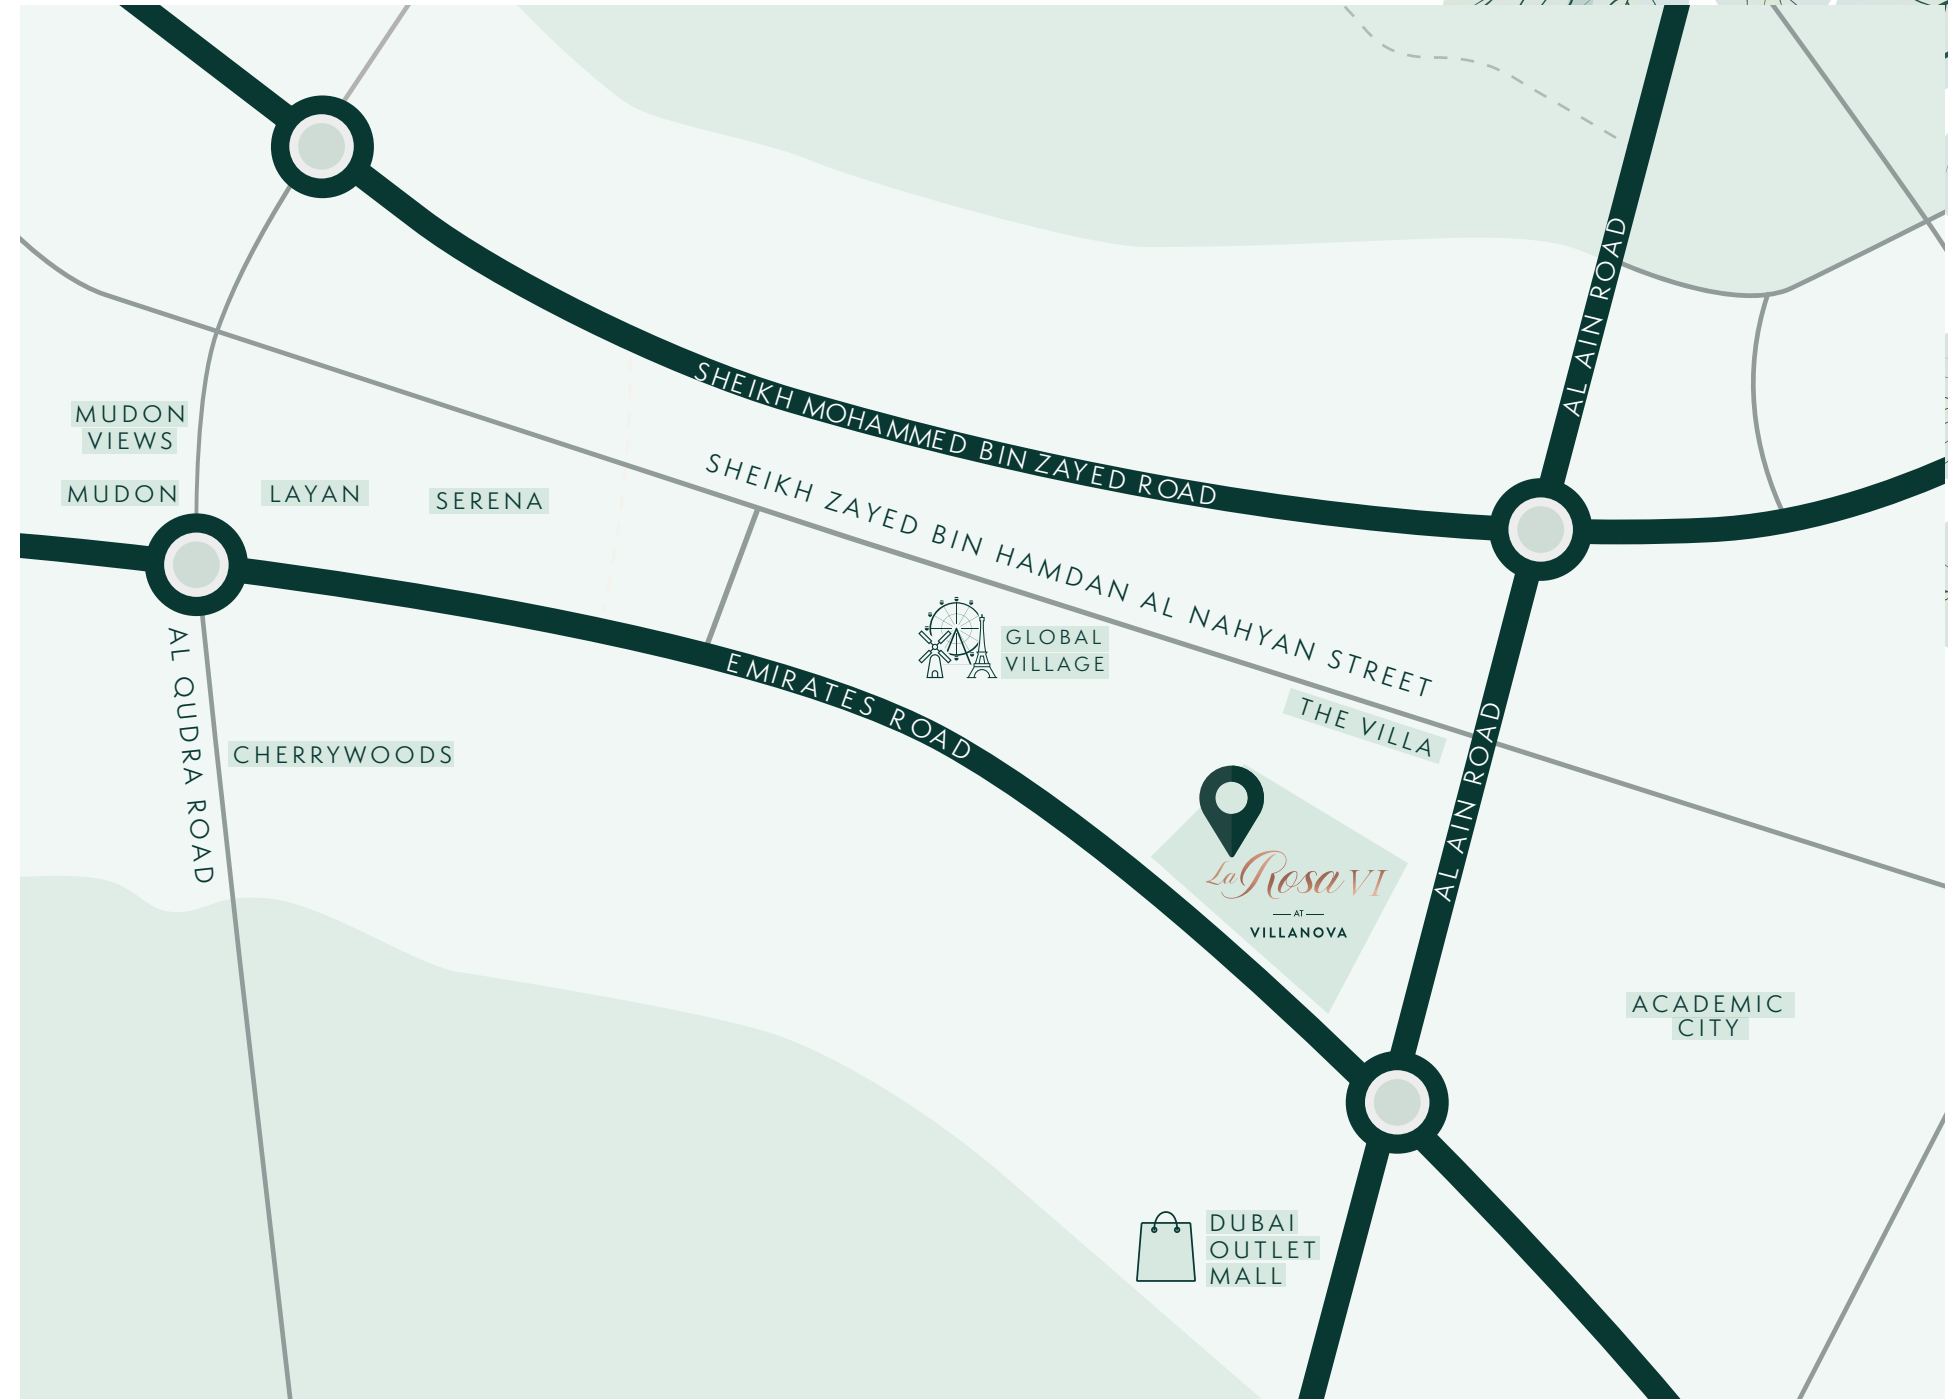 AL AIN ROAD
SHEIKH MOHAMMED BIN ZAYED ROAD
MUDON
VIEWS
MUDON
LAYAN
SERENA
SHEIKH ZAYED BIN HAMDAN AL NAHYAN STREET
GLOBAL
VILLAGE
EMIRATES ROAD
THE VILLA
AL QUDRA ROAD
CHERRYWOODS
AL AIN ROAD
La Rosa VI
AT
VILLANOVA
ACADEMIC
CITY
DUBAI
OUTLET
MALL